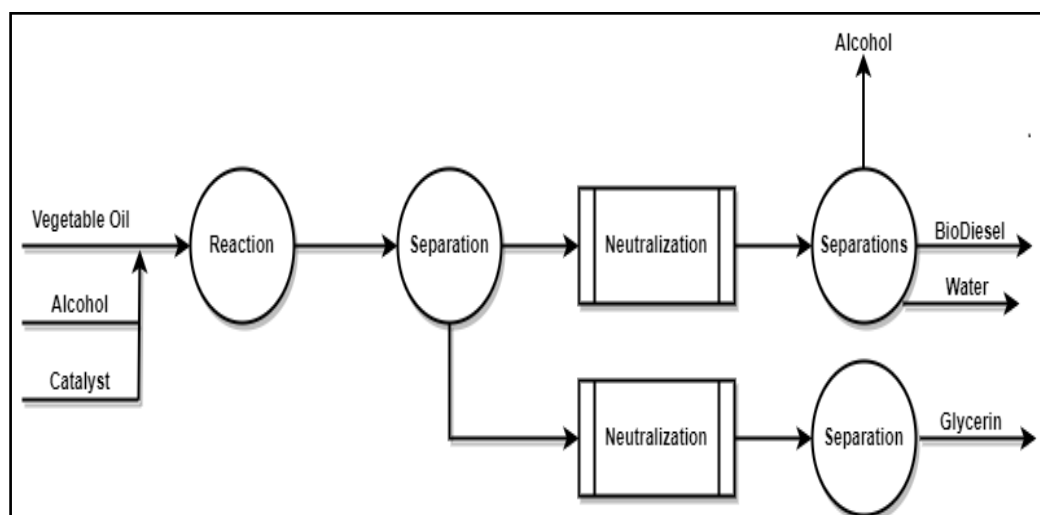 Alcohol
Vegetable Oil
Reaction
Separation
Neutralization
Separations
BioDiesel
Water
Alcohol
Catalyst
Neutralization
Separation
Glycerin